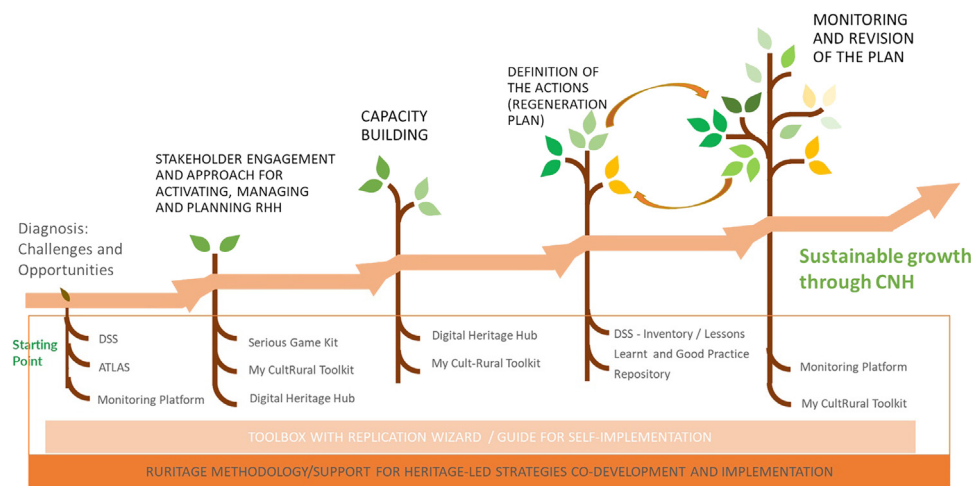 MONITORING
AND REVISION
OF THE PLAN
DEFINITION OF
THE ACTIONS
(REGENERATION
PLAN)
CAPACITY
BUILDING
STAKEHOLDER ENGAGEMENT
AND APPROACH FOR
ACTIVATING, MANAGING
AND PLANNING RHH
Diagnosis:
Challenges and
Opportunities
Sustainable growth
through CNH
Starting
Point
DSS
ATLAS
Monitoring Platform
Serious Game Kit
My CultRural Toolkit
Digital Heritage Hub
Digital Heritage Hub
My Cult-Rural Toolkit
DSS - Inventory / Lessons
Learnt and Good Practice
Repository
Monitoring Platform
My CultRural Toolkit
TOOLBOX WITH REPLICATION WIZARD / GUIDE FOR SELF-IMPLEMENTATION
RURITAGE METHODOLOGY/SUPPORT FOR HERITAGE-LED STRATEGIES CO-DEVELOPMENT AND IMPLEMENTATION